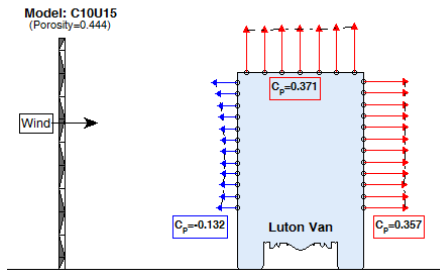 Model: C10U15
(Porosity=0.444)
Wind
Cp=0.371
Cp=-0.132
Luton Van
Cp=0.357